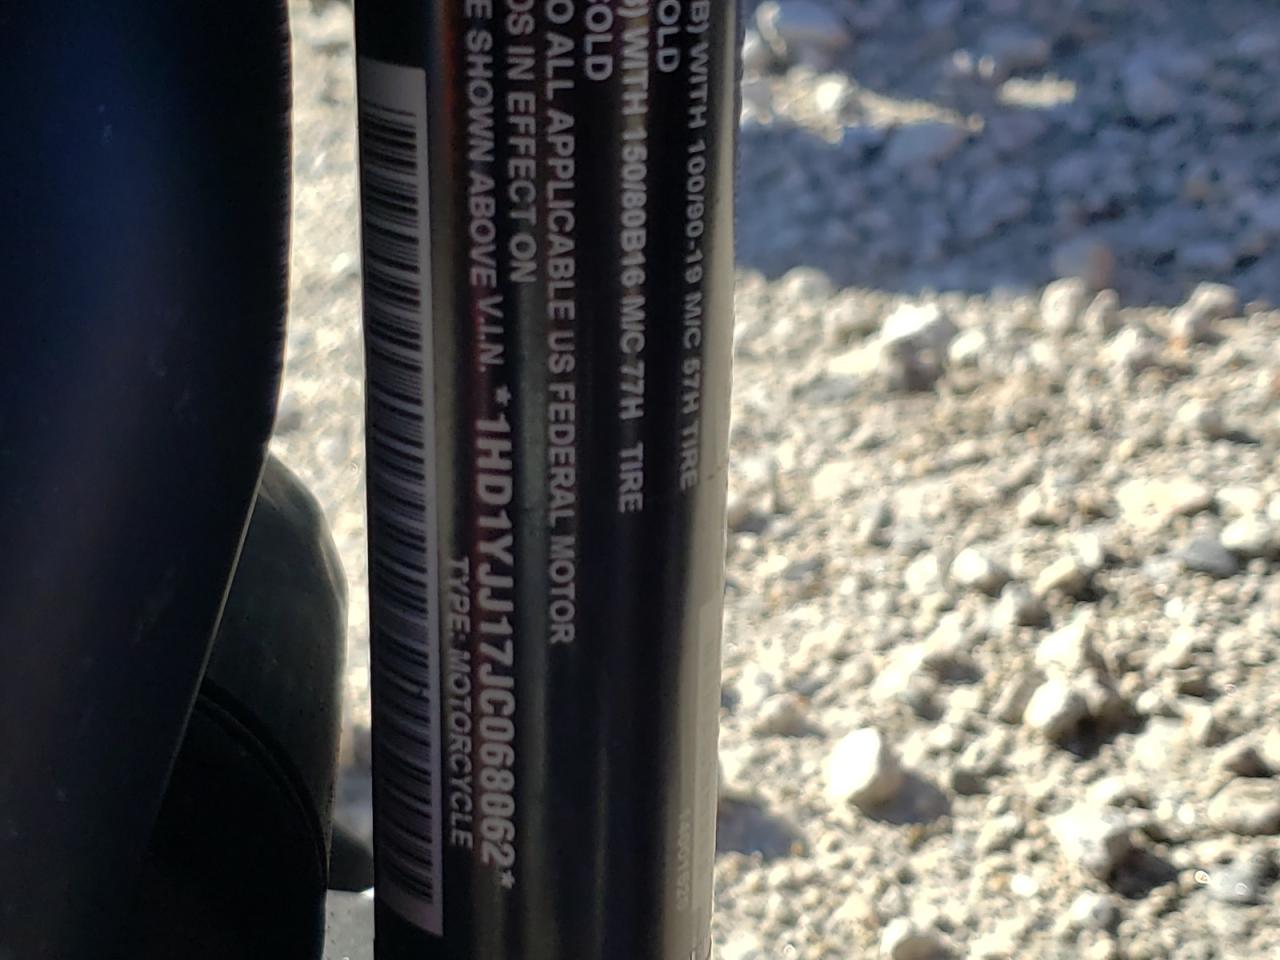 B) WITH 100/90-19 M/C 57H TIRE
OLD
B) WITH 150/80B16 M/C 77H TIRE
COLD
O ALL APPLICABLE US FEDERAL MOTOR
DS IN EFFECT ON
E SHOWN ABOVE V.I.N. *1HD1YJJ17JC068062*
TYPE: MOTORCYCLE